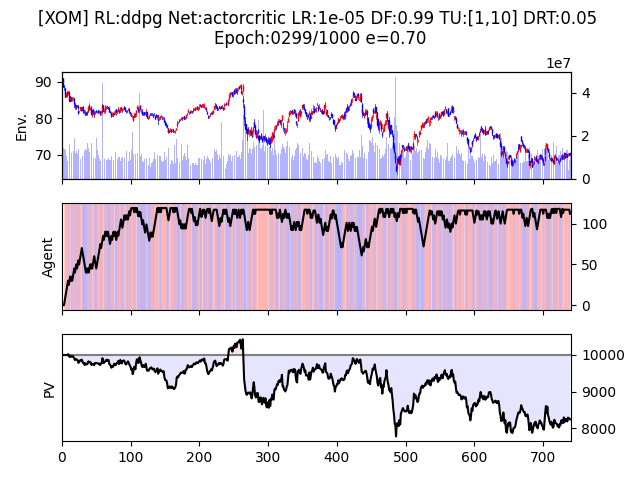 [XOM] RL:ddpg Net:actorcritic LR:1e-05 DF:0.99 TU:[1,10] DRT:0.05
Epoch:0299/1000 e=0.70
1e7
90
80
70
Env.
4
2
0
Agent
100
50
0
PV
10000
9000
8000
0 100 200 300 400 500 600 700